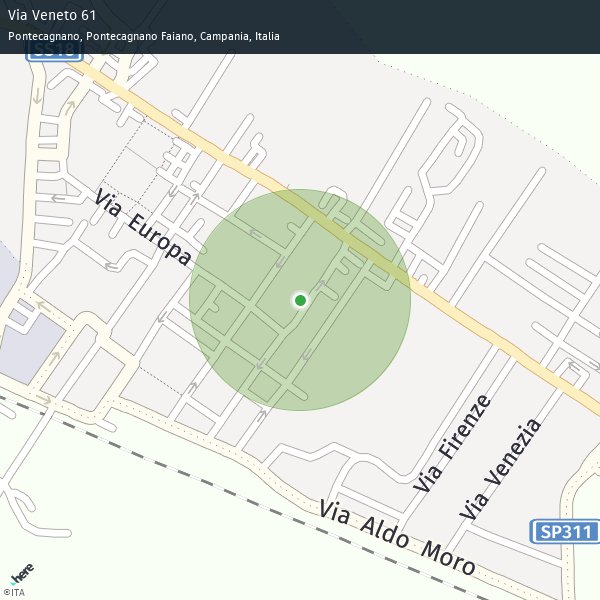 Via Veneto 61
Pontecagnano, Pontecagnano Faiano, Campania, Italia
SS18
Via Europa
Via Firenze
Via Venezia
Via Aldo Moro
SP311
here
©ITA